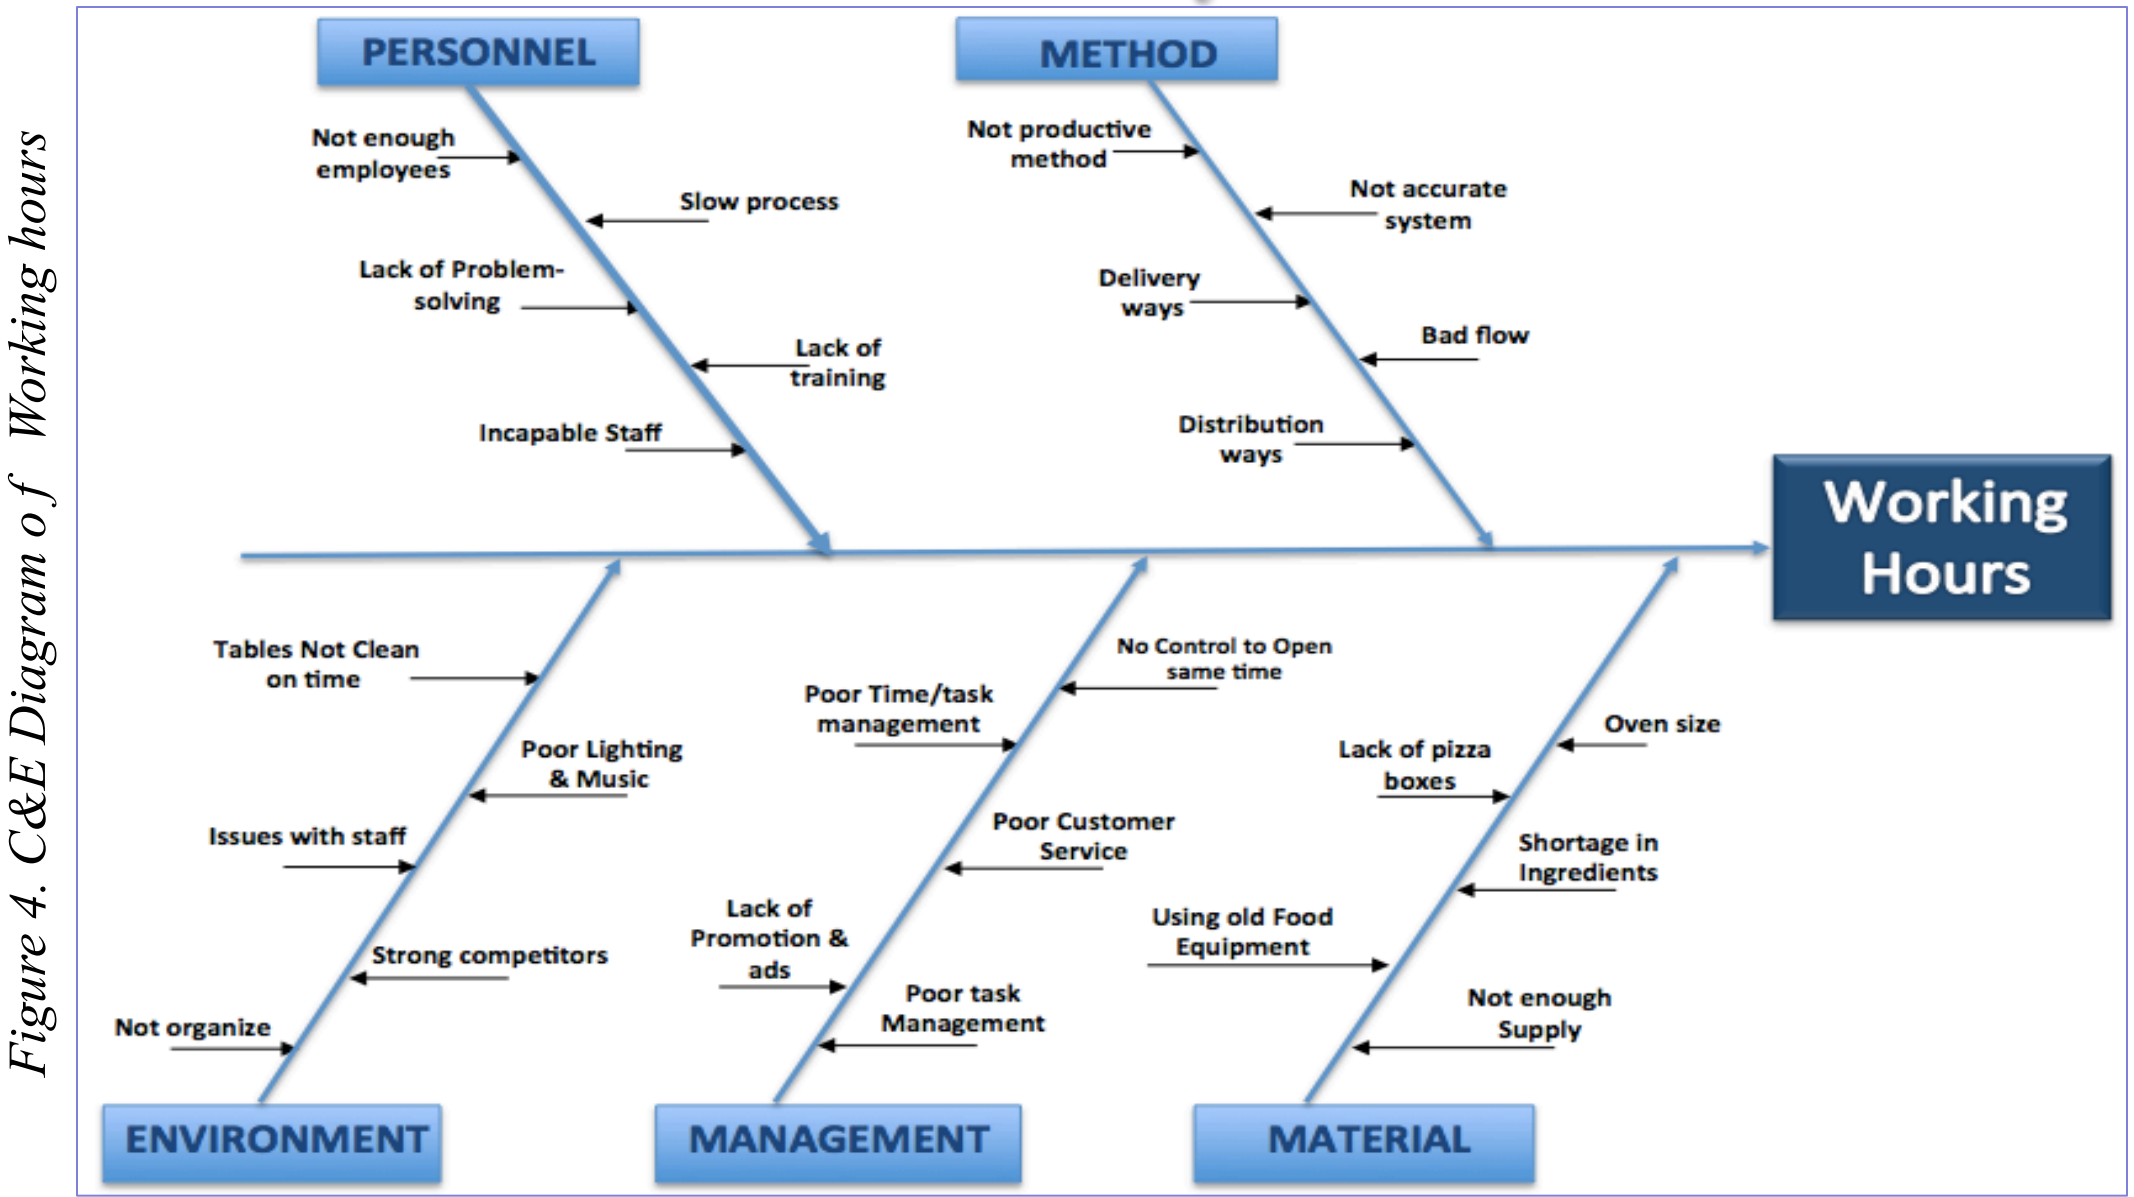 Figure 4. C&E Diagram of Working hours
PERSONNEL
Not enough
employees
Slow process
Lack of Problem-
solving
Lack of
training
Incapable Staff
METHOD
Not productive
method
Not accurate
system
Delivery
ways
Bad flow
Distribution
ways
Working
Hours
Tables Not Clean
on time
Poor Lighting
& Music
Issues with staff
Strong competitors
Not organize
ENVIRONMENT
No Control to Open
same time
Poor Time/task
management
Poor Customer
Service
Lack of
Promotion &
ads
Poor task
Management
MANAGEMENT
Oven size
Lack of pizza
boxes
Shortage in
Ingredients
Using old Food
Equipment
Not enough
Supply
MATERIAL